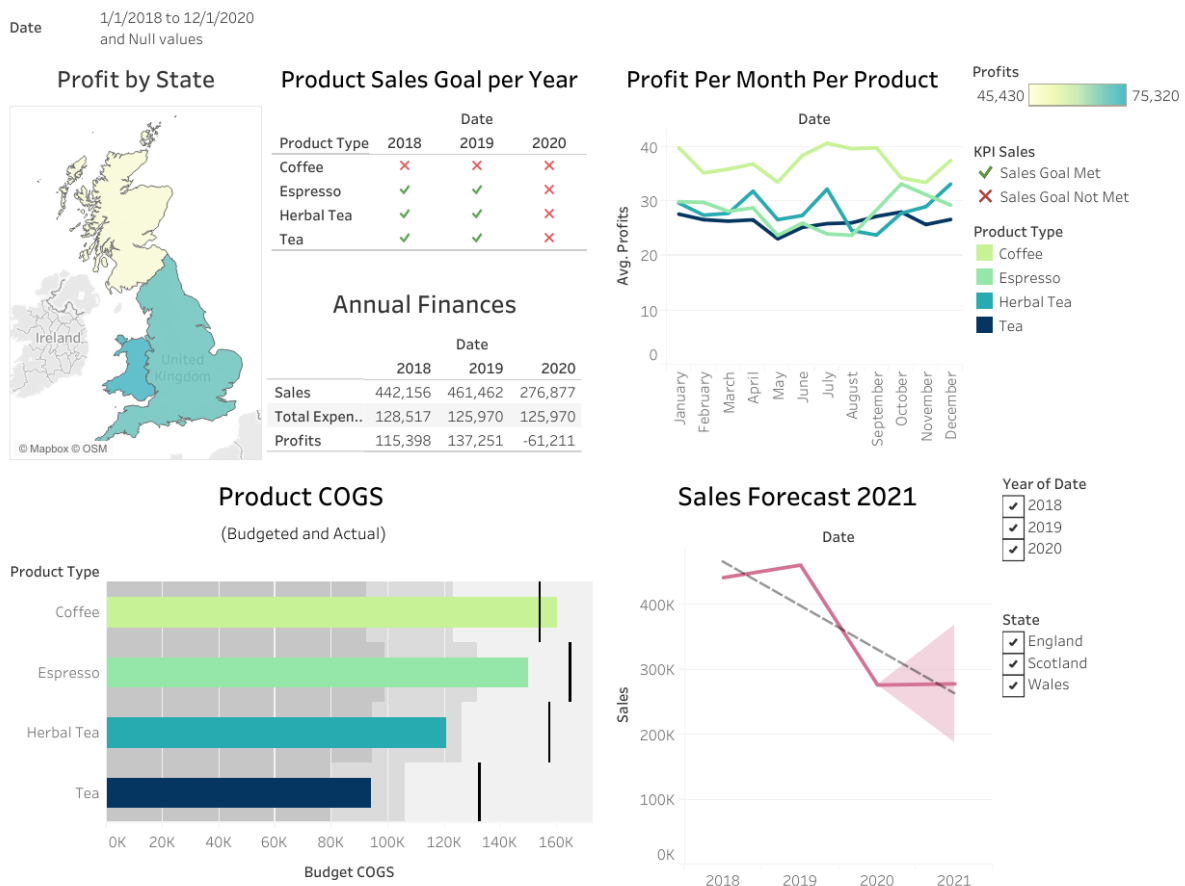 Date
1/1/2018 to 12/1/2020
and Null values
Profit by State
Ireland
United
Kingdom
© Mapbox © OSM
Product Sales Goal per Year
Date
Product Type 2018 2019 2020
Coffee
Espresso
Herbal Tea
Tea
Annual Finances
Date
2018 2019 2020
Sales 442,156 461,462 276,877
Total Expen.. 128,517 125,970 125,970
Profits 115,398 137,251 -61,211
Profit Per Month Per Product
Date
Avg. Profits
40
30
20
10
0
January
February
March
April
May
June
July
August
September
October
November
December
Profits
45,430 75,320
KPI Sales
Sales Goal Met
Sales Goal Not Met
Product Type
Coffee
Espresso
Herbal Tea
Tea
Product COGS
(Budgeted and Actual)
Product Type
Coffee
Espresso
Herbal Tea
Tea
0K 20K 40K 60K 80K 100K 120K 140K 160K
Budget COGS
Sales Forecast 2021
Date
Sales
400K
300K
200K
100K
0K
2018 2019 2020 2021
Year of Date
2018
2019
2020
State
England
Scotland
Wales